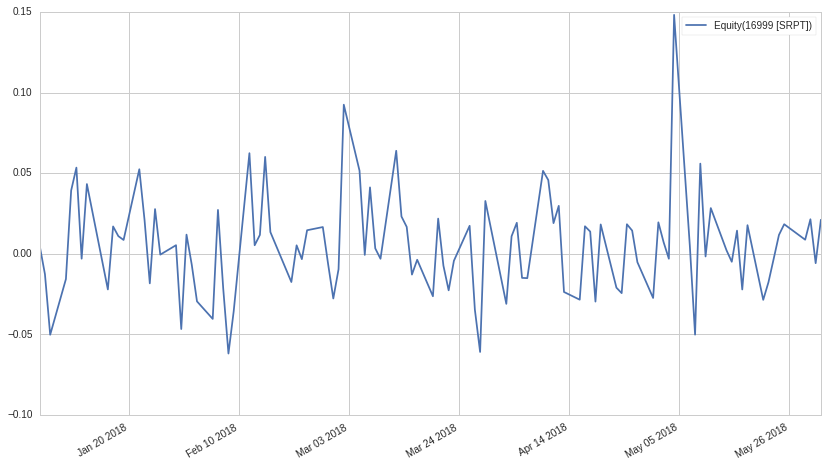 0.15
Equity(16999 [SRPT])
0.10
0.05
0.00
−0.05
−0.10
Jan 20 2018
Feb 10 2018
Mar 03 2018
Mar 24 2018
Apr 14 2018
May 05 2018
May 26 2018